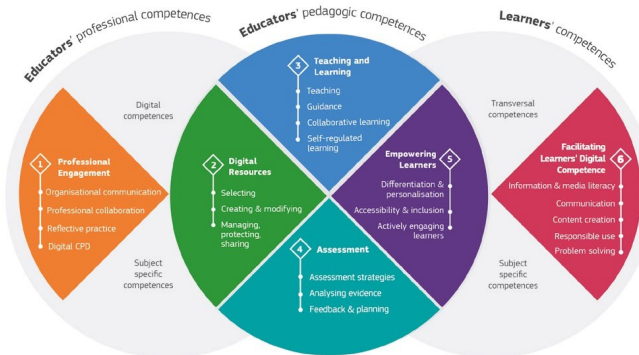 Educators' professional competences
Educators' pedagogic competences
Learners' competences
Digital
competences
Transversal
competences
Subject
specific
competences
Subject
specific
competences
1
Professional
Engagement
Organisational communication
Professional collaboration
Reflective practice
Digital CPD
2
Digital
Resources
Selecting
Creating & modifying
Managing,
protecting,
sharing
3
Teaching and
Learning
Teaching
Guidance
Collaborative learning
Self-regulated
learning
4
Assessment
Assessment strategies
Analysing evidence
Feedback & planning
5
Empowering
Learners
Differentiation &
personalisation
Accessibility & inclusion
Actively engaging
learners
6
Facilitating
Learners' Digital
Competence
Information & media literacy
Communication
Content creation
Responsible use
Problem solving